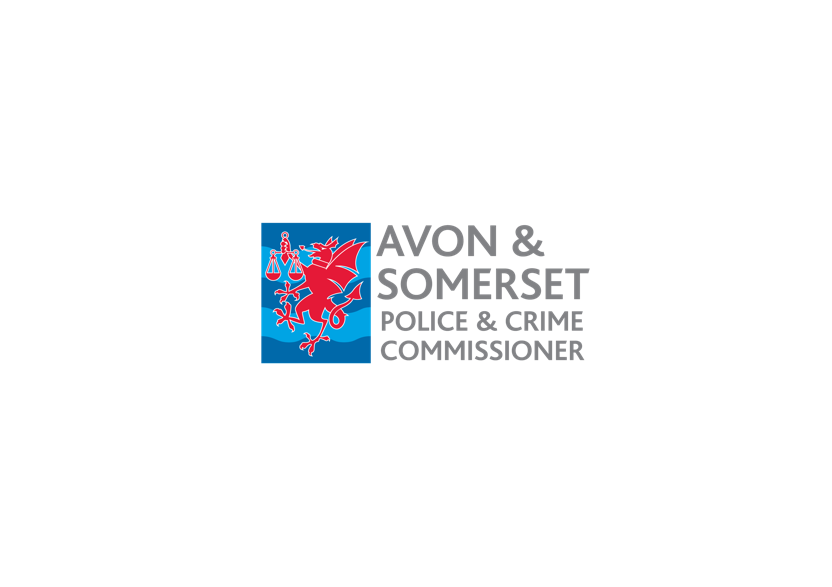 AVON &
SOMERSET
POLICE & CRIME
COMMISSIONER